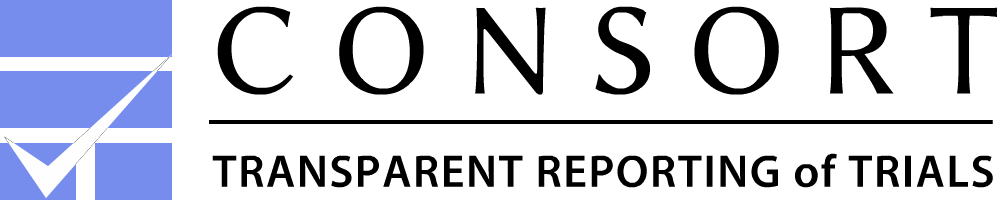 CONSORT
TRANSPARENT REPORTING of TRIALS